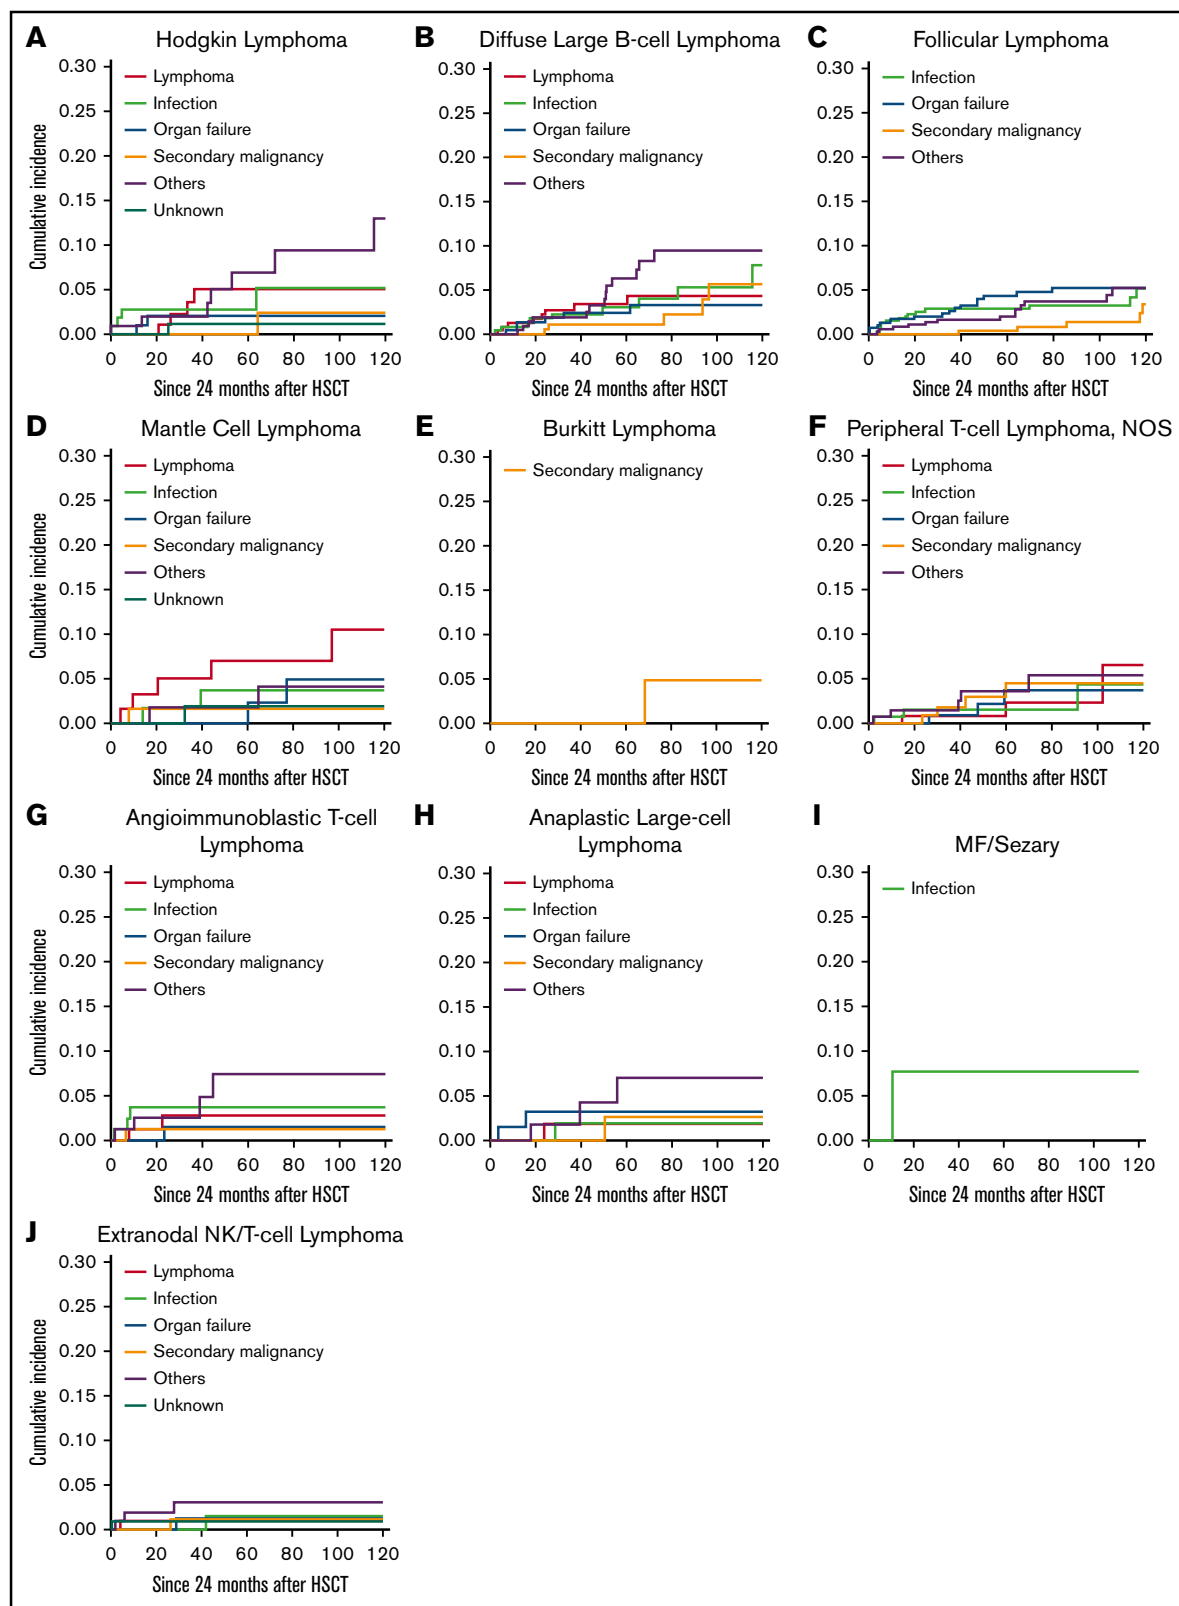 A
Hodgkin Lymphoma
Cumulative incidence
0.30
0.25
0.20
0.15
0.10
0.05
0.00
Lymphoma
Infection
Organ failure
Secondary malignancy
Others
Unknown
0 20 40 60 80 100 120
Since 24 months after HSCT
B
Diffuse Large B-cell Lymphoma
0.30
0.25
0.20
0.15
0.10
0.05
0.00
Lymphoma
Infection
Organ failure
Secondary malignancy
Others
0 20 40 60 80 100 120
Since 24 months after HSCT
C
Follicular Lymphoma
0.30
0.25
0.20
0.15
0.10
0.05
0.00
Infection
Organ failure
Secondary malignancy
Others
0 20 40 60 80 100 120
Since 24 months after HSCT
D
Mantle Cell Lymphoma
Cumulative incidence
0.30
0.25
0.20
0.15
0.10
0.05
0.00
Lymphoma
Infection
Organ failure
Secondary malignancy
Others
Unknown
0 20 40 60 80 100 120
Since 24 months after HSCT
E
Burkitt Lymphoma
0.30
0.25
0.20
0.15
0.10
0.05
0.00
Secondary malignancy
0 20 40 60 80 100 120
Since 24 months after HSCT
F
Peripheral T-cell Lymphoma, NOS
0.30
0.25
0.20
0.15
0.10
0.05
0.00
Lymphoma
Infection
Organ failure
Secondary malignancy
Others
0 20 40 60 80 100 120
Since 24 months after HSCT
G
Angioimmunoblastic T-cell
Lymphoma
Cumulative incidence
0.30
0.25
0.20
0.15
0.10
0.05
0.00
Lymphoma
Infection
Organ failure
Secondary malignancy
Others
0 20 40 60 80 100 120
Since 24 months after HSCT
H
Anaplastic Large-cell
Lymphoma
0.30
0.25
0.20
0.15
0.10
0.05
0.00
Lymphoma
Infection
Organ failure
Secondary malignancy
Others
0 20 40 60 80 100 120
Since 24 months after HSCT
I
MF/Sezary
0.30
0.25
0.20
0.15
0.10
0.05
0.00
Infection
0 20 40 60 80 100 120
Since 24 months after HSCT
J
Extranodal NK/T-cell Lymphoma
Cumulative incidence
0.30
0.25
0.20
0.15
0.10
0.05
0.00
Lymphoma
Infection
Organ failure
Secondary malignancy
Others
Unknown
0 20 40 60 80 100 120
Since 24 months after HSCT